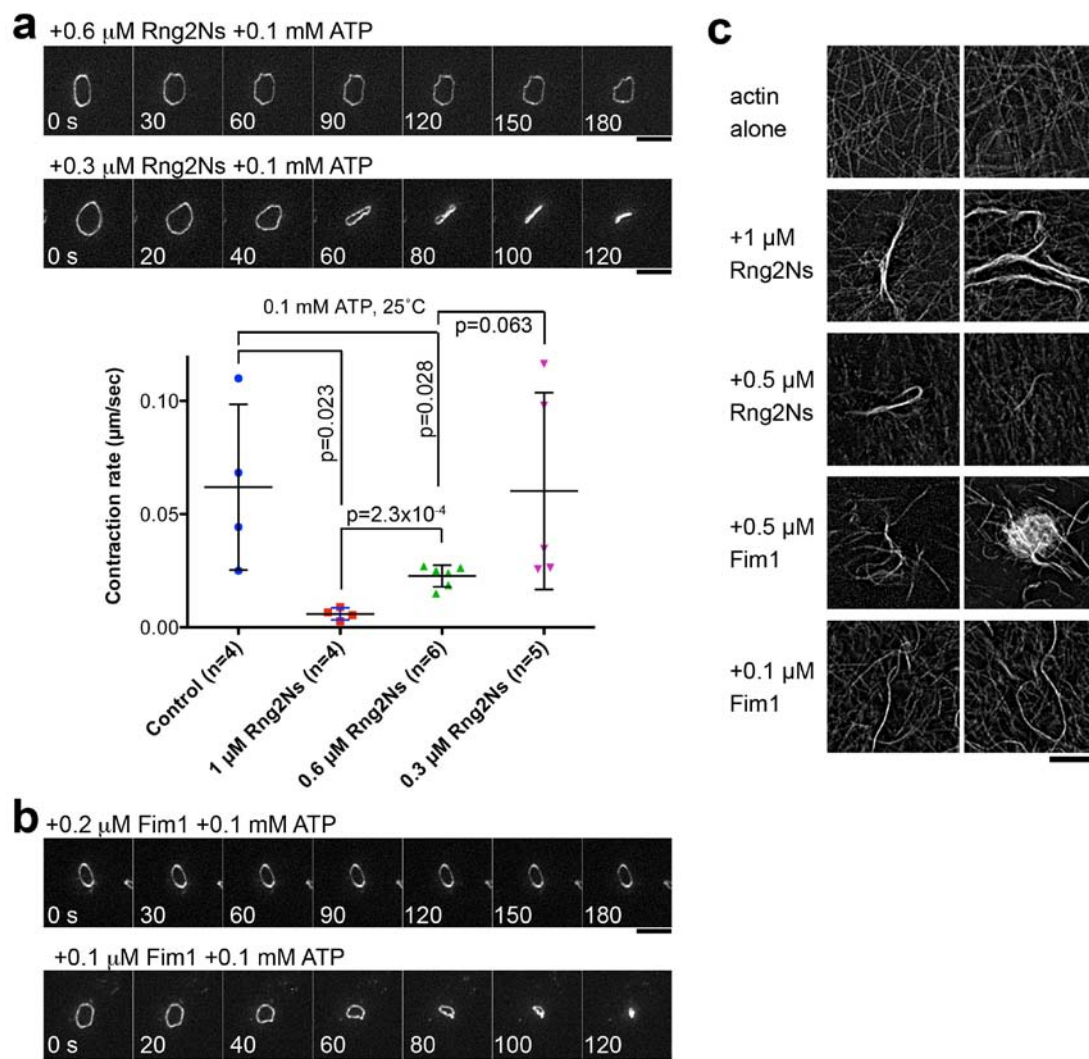 a
+0.6 μM Rng2Ns +0.1 mM ATP
0 s 30 60 90 120 150 180
+0.3 μM Rng2Ns +0.1 mM ATP
0 s 20 40 60 80 100 120
0.1 mM ATP, 25˚C
p=0.063
p=0.023
p=0.028
p=2.3x10⁻⁴
Contraction rate (μm/sec)
0.10
0.05
0.00
Control (n=4)
1 μM Rng2Ns (n=4)
0.6 μM Rng2Ns (n=6)
0.3 μM Rng2Ns (n=5)
b
+0.2 μM Fim1 +0.1 mM ATP
0 s 30 60 90 120 150 180
+0.1 μM Fim1 +0.1 mM ATP
0 s 20 40 60 80 100 120
c
actin
alone
+1 μM
Rng2Ns
+0.5 μM
Rng2Ns
+0.5 μM
Fim1
+0.1 μM
Fim1